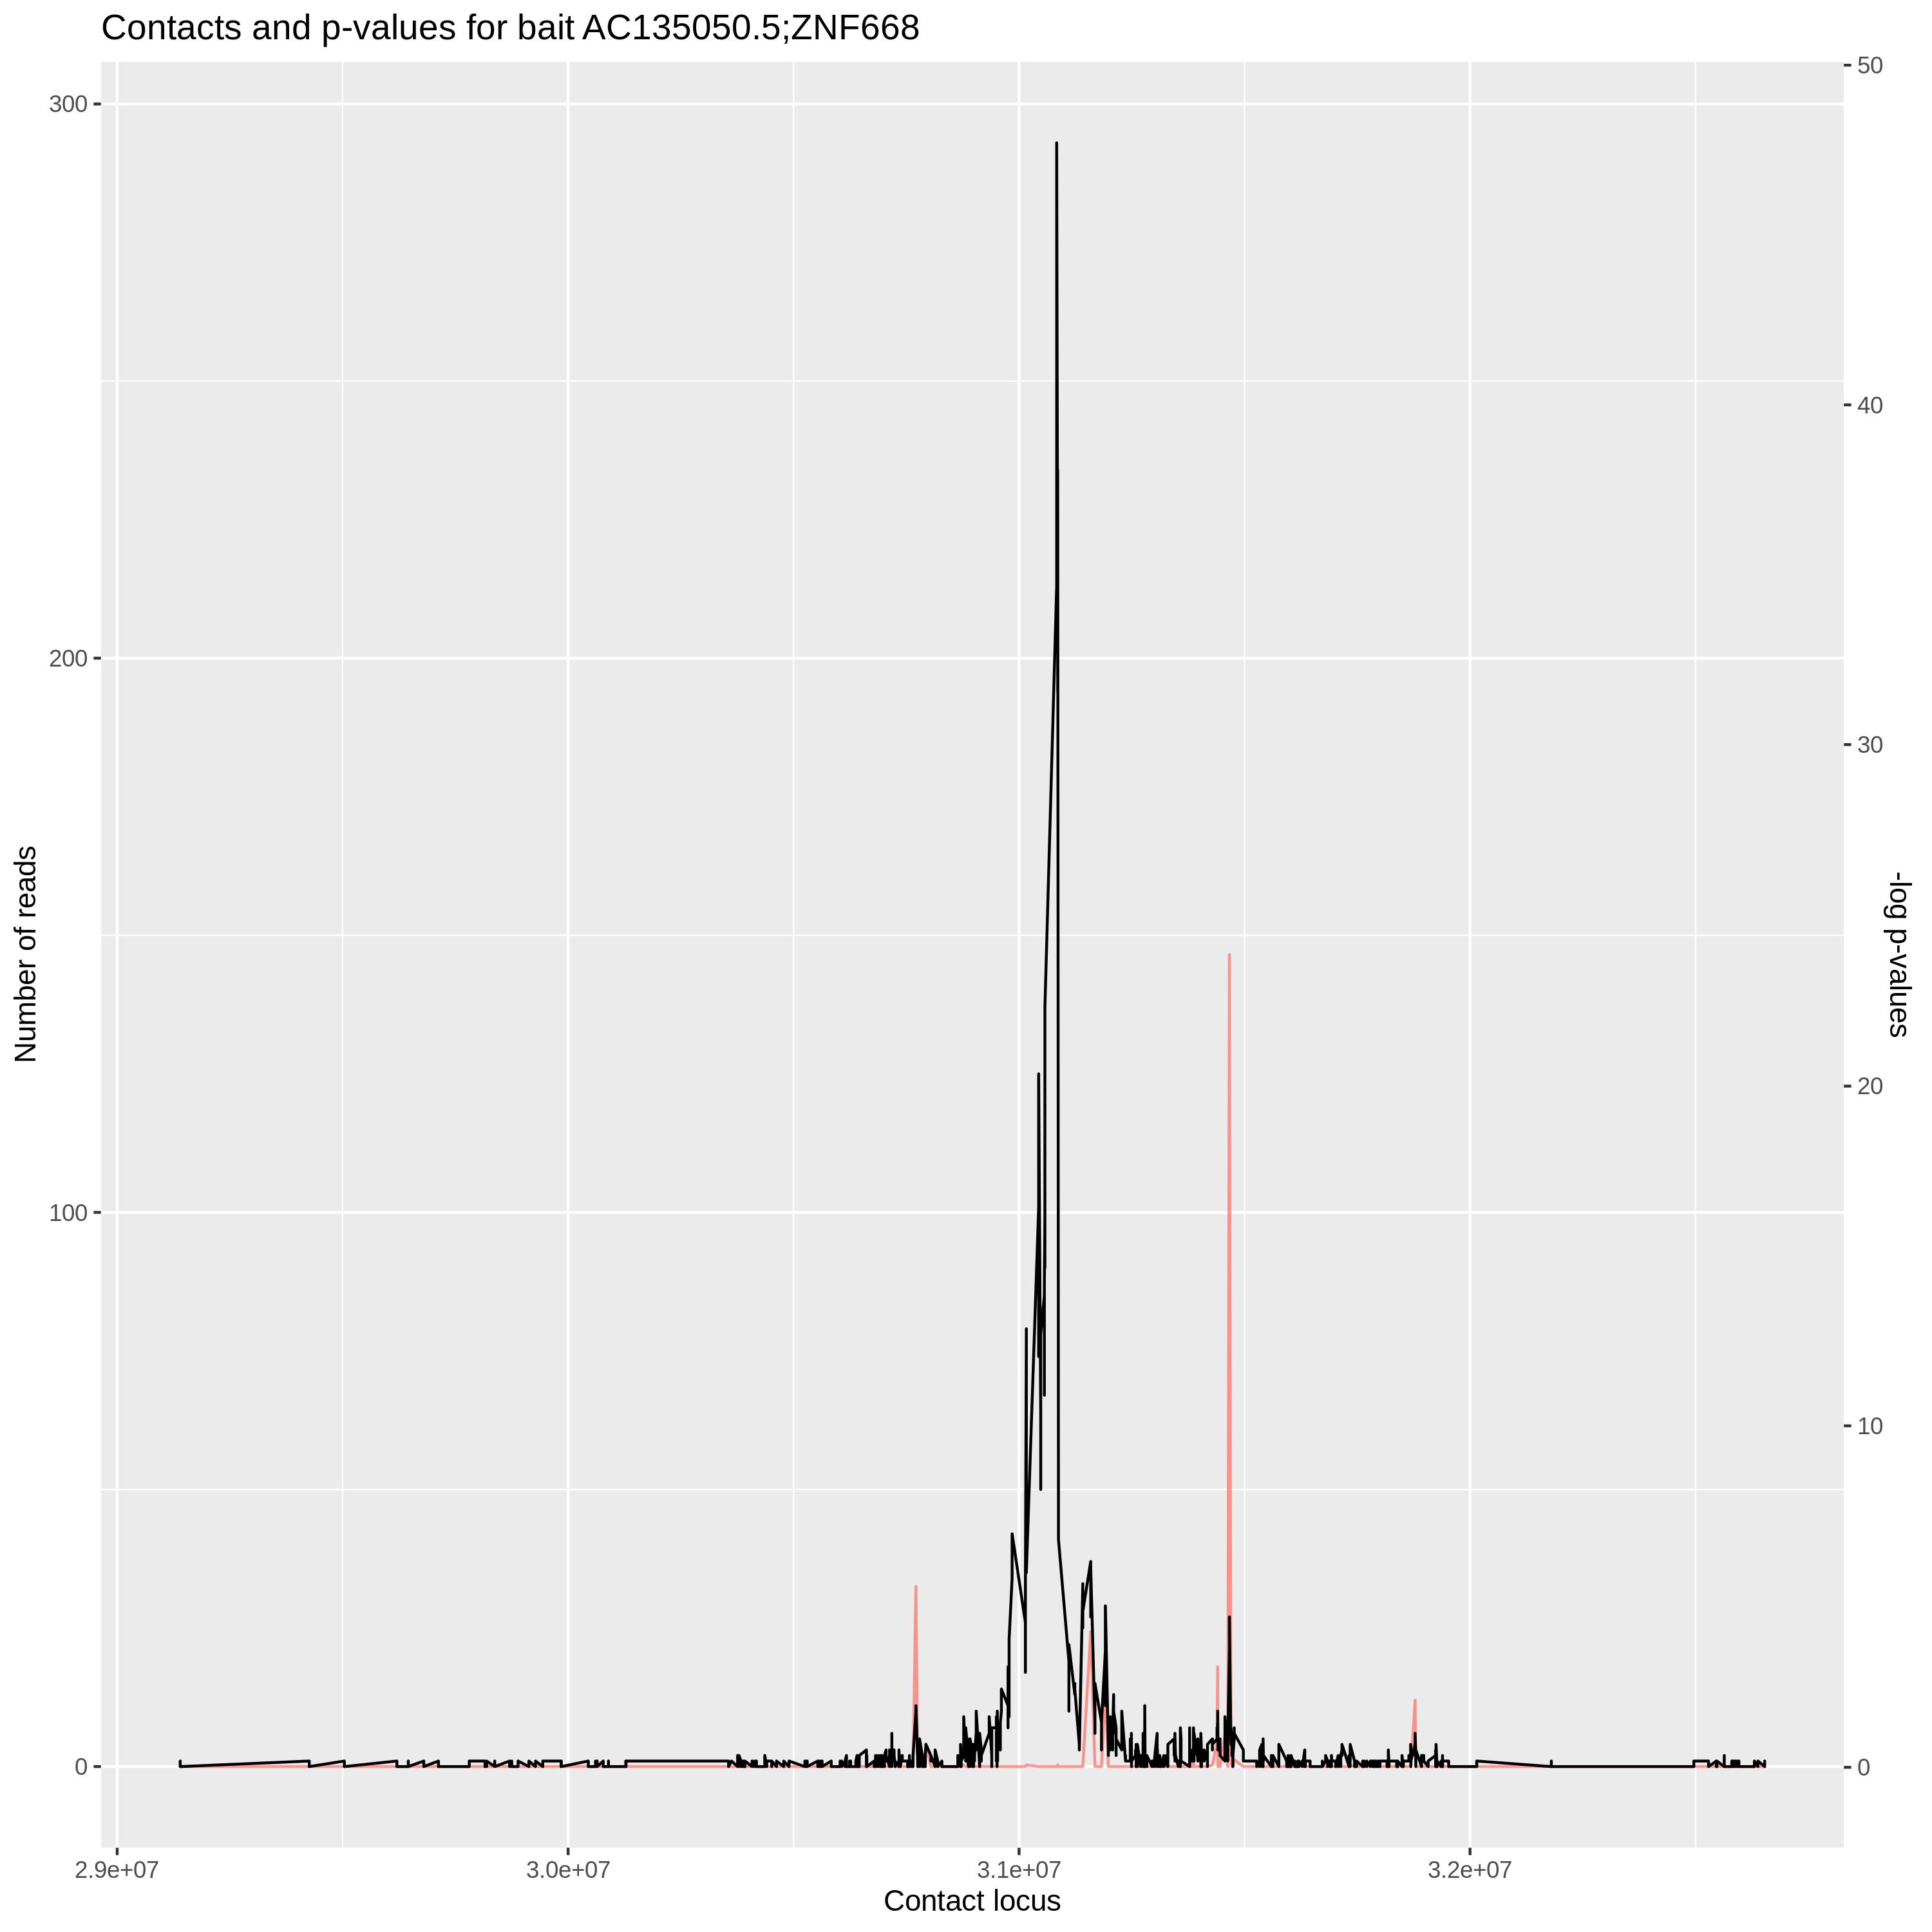 Contacts and p-values for bait AC135050.5;ZNF668
300
200
100
0
Number of reads
50
40
30
20
10
0
-log p-values
2.9e+07
3.0e+07
3.1e+07
3.2e+07
Contact locus